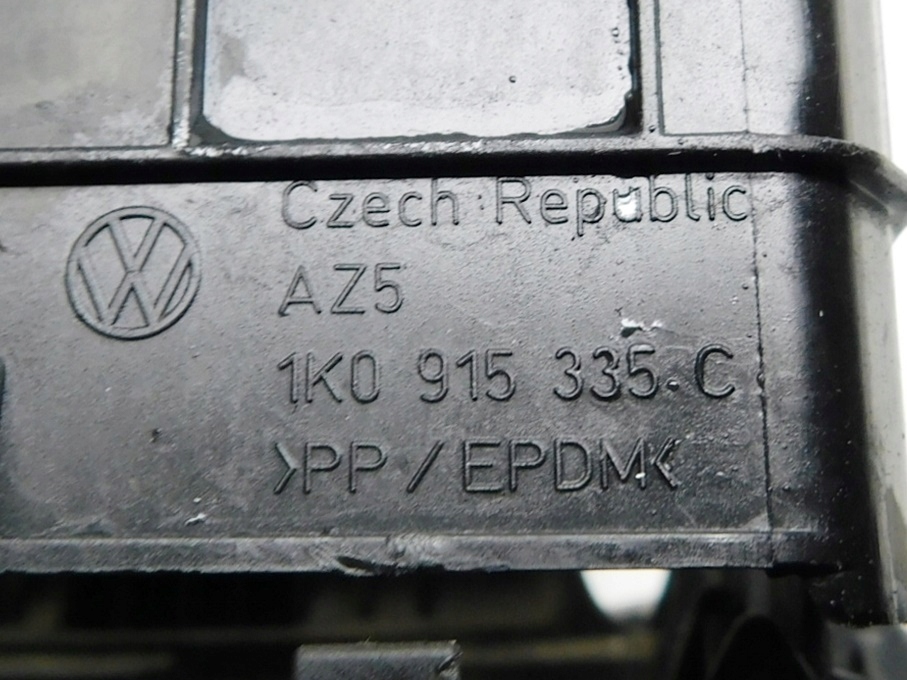 Czech Republic
AZ5
1K0 915 335 C
>PP/EPDM<